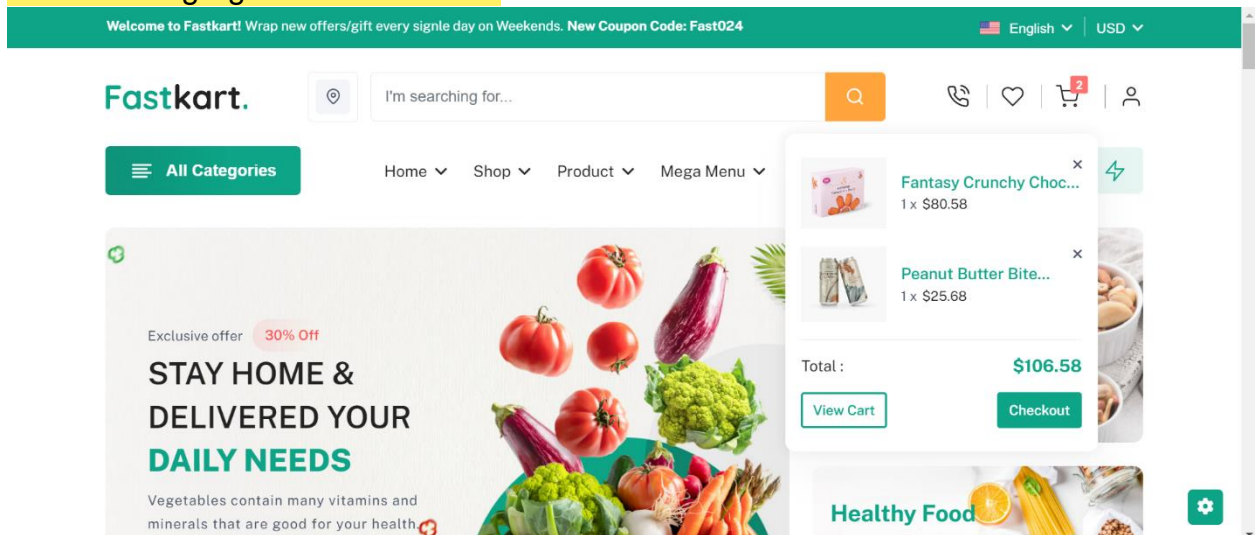 Welcome to Fastkart! Wrap new offers/gift every signle day on Weekends. New Coupon Code: Fast024
English
USD
Fastkart.
I'm searching for...
2
All Categories
Home
Shop
Product
Mega Menu
Fantasy Crunchy Choc...
1 x $80.58
Peanut Butter Bite...
1 x $25.68
Total :
$106.58
View Cart
Checkout
Exclusive offer 30% Off
STAY HOME &
DELIVERED YOUR
DAILY NEEDS
Vegetables contain many vitamins and
minerals that are good for your health.
Healthy Food